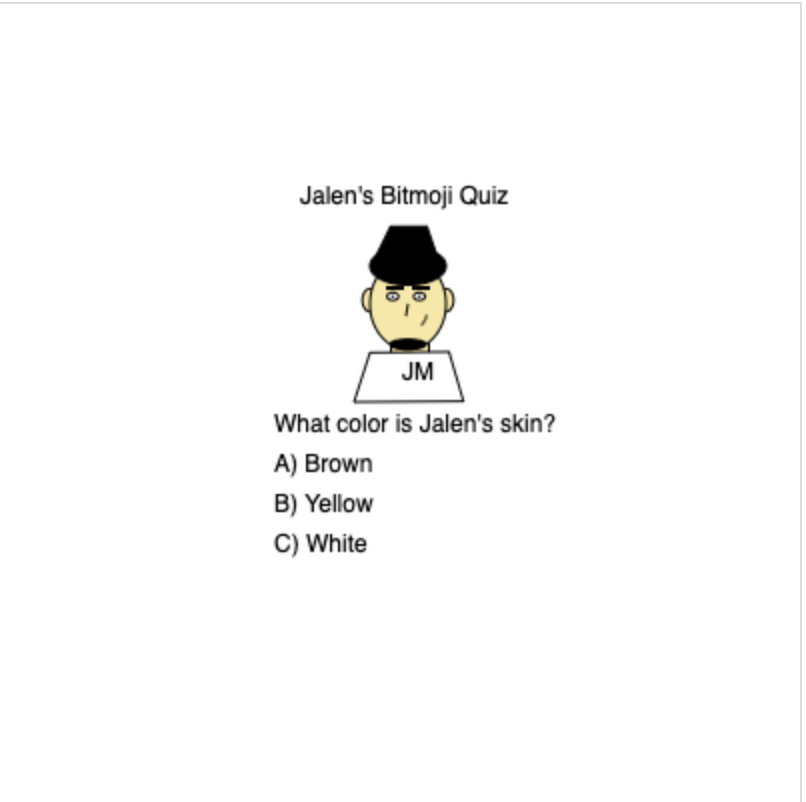 Jalen's Bitmoji Quiz
JM
What color is Jalen's skin?
A) Brown
B) Yellow
C) White